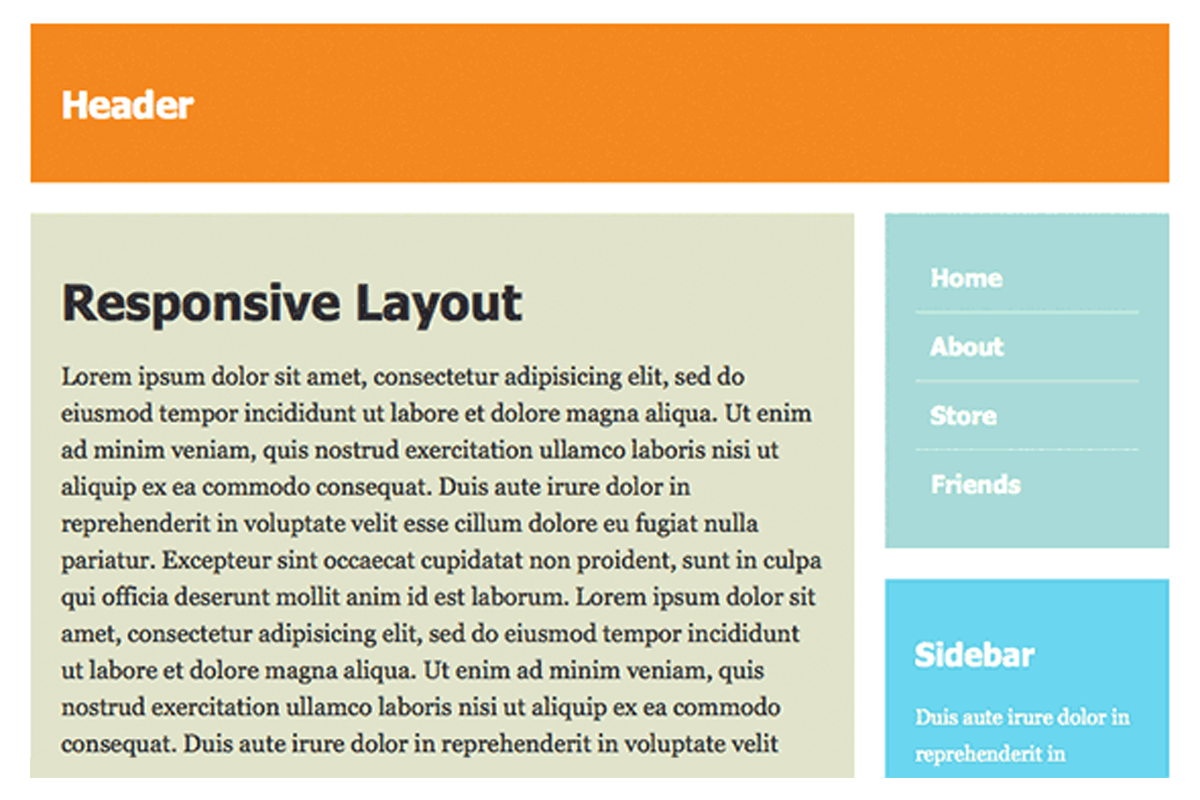 Header
Responsive Layout
Lorem ipsum dolor sit amet, consectetur adipisicing elit, sed do
eiusmod tempor incididunt ut labore et dolore magna aliqua. Ut enim
ad minim veniam, quis nostrud exercitation ullamco laboris nisi ut
aliquip ex ea commodo consequat. Duis aute irure dolor in
reprehenderit in voluptate velit esse cillum dolore eu fugiat nulla
pariatur. Excepteur sint occaecat cupidatat non proident, sunt in culpa
qui officia deserunt mollit anim id est laborum. Lorem ipsum dolor sit
amet, consectetur adipisicing elit, sed do eiusmod tempor incididunt
ut labore et dolore magna aliqua. Ut enim ad minim veniam, quis
nostrud exercitation ullamco laboris nisi ut aliquip ex ea commodo
consequat. Duis aute irure dolor in reprehenderit in voluptate velit
Home
About
Store
Friends
Sidebar
Duis aute irure dolor in
reprehenderit in